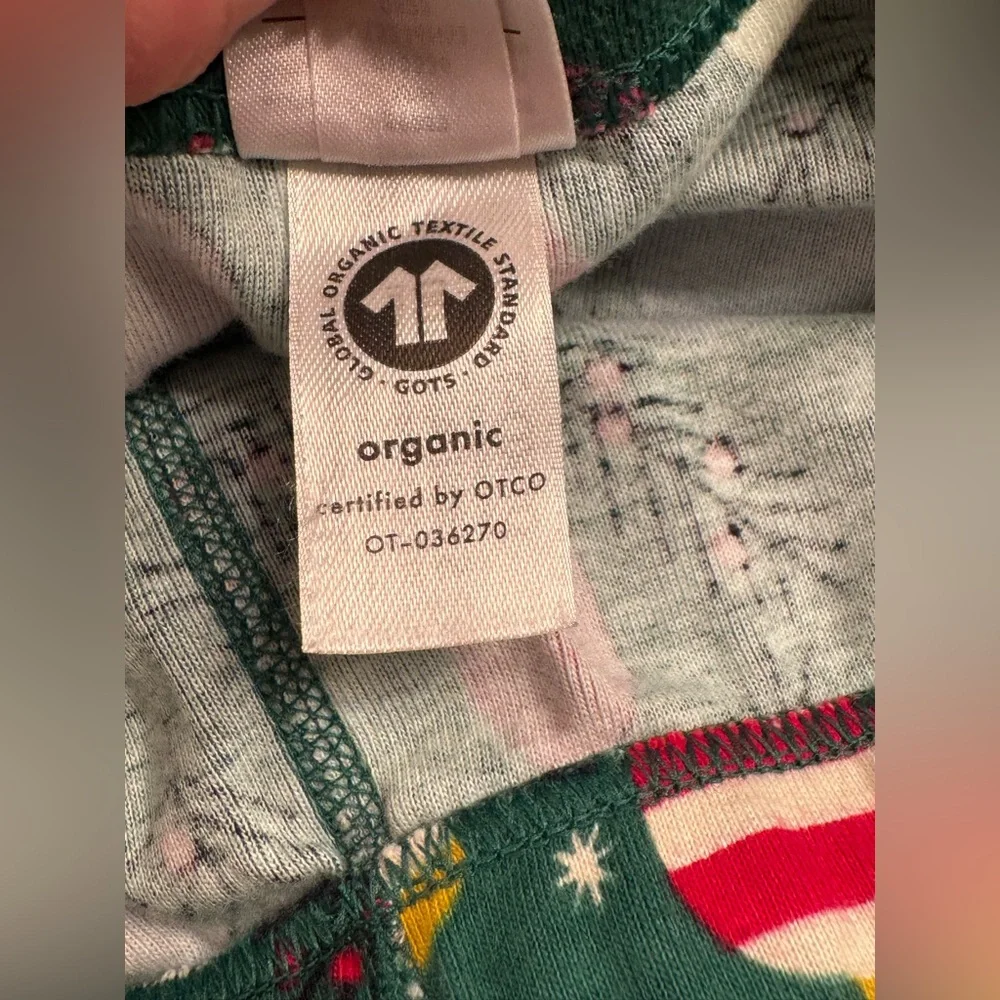 GLOBAL ORGANIC TEXTILE STANDARD
· GOTS ·
organic
certified by OTCO
OT-036270